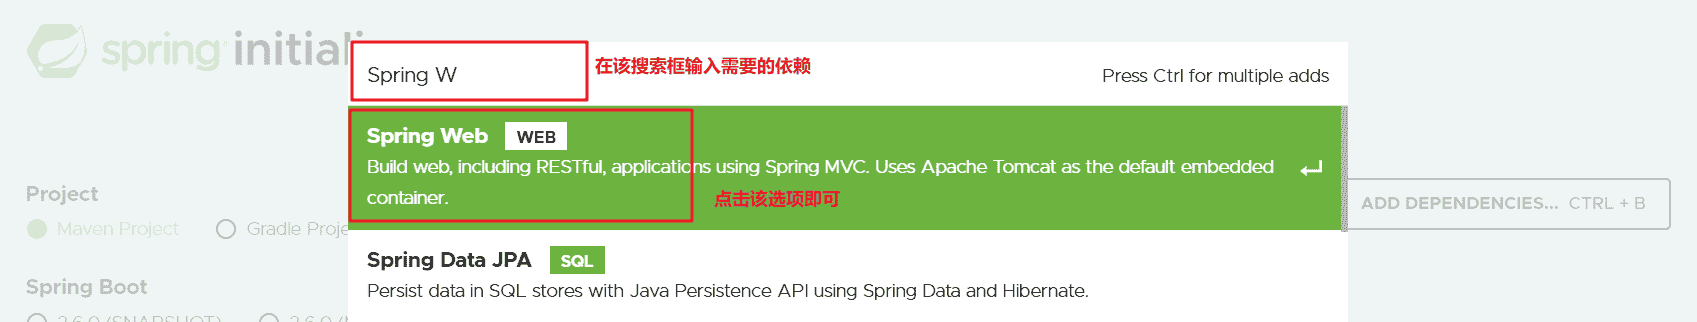 spring initiali
Spring W
在该搜索框输入需要的依赖
Press Ctrl for multiple adds
Spring Web WEB
Build web, including RESTful, applications using Spring MVC. Uses Apache Tomcat as the default embedded
container.
点击该选项即可
Project
Maven Project
Gradle Proje
ADD DEPENDENCIES... CTRL + B
Spring Data JPA SQL
Persist data in SQL stores with Java Persistence API using Spring Data and Hibernate.
Spring Boot
2.6.0 (SNAPSHOT)
2.6.0 (